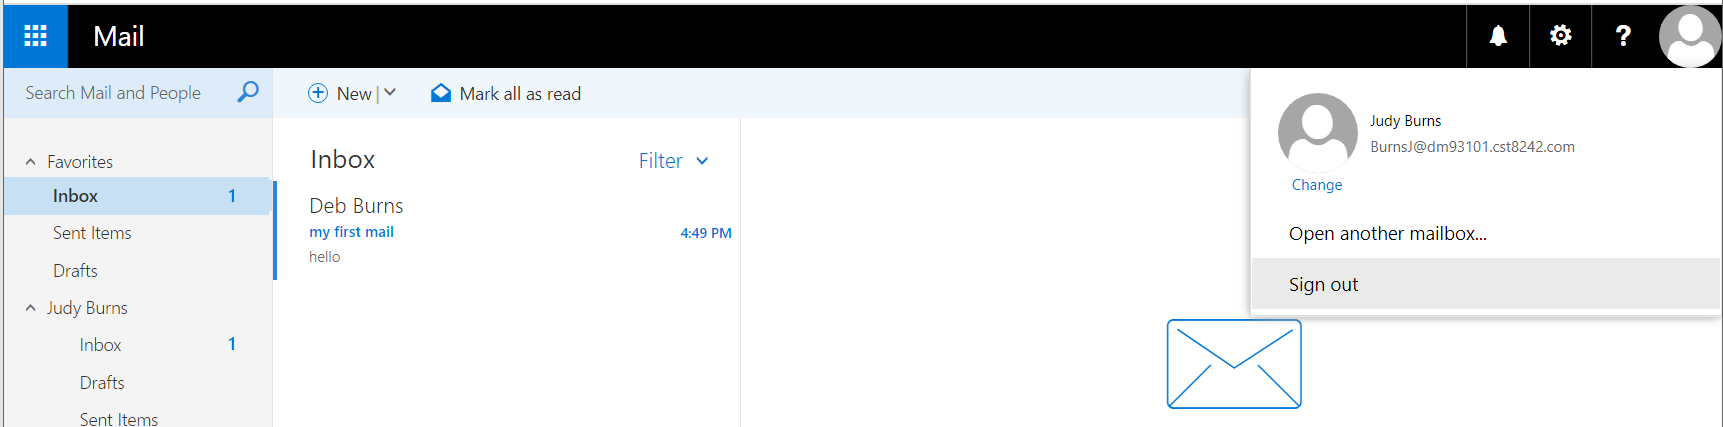 Mail
?
Search Mail and People
New
Mark all as read
Favorites
Inbox 1
Sent Items
Drafts
Judy Burns
Inbox 1
Drafts
Sent Items
Inbox
Filter
Deb Burns
my first mail 4:49 PM
hello
Judy Burns
BurnsJ@dm93101.cst8242.com
Change
Open another mailbox...
Sign out